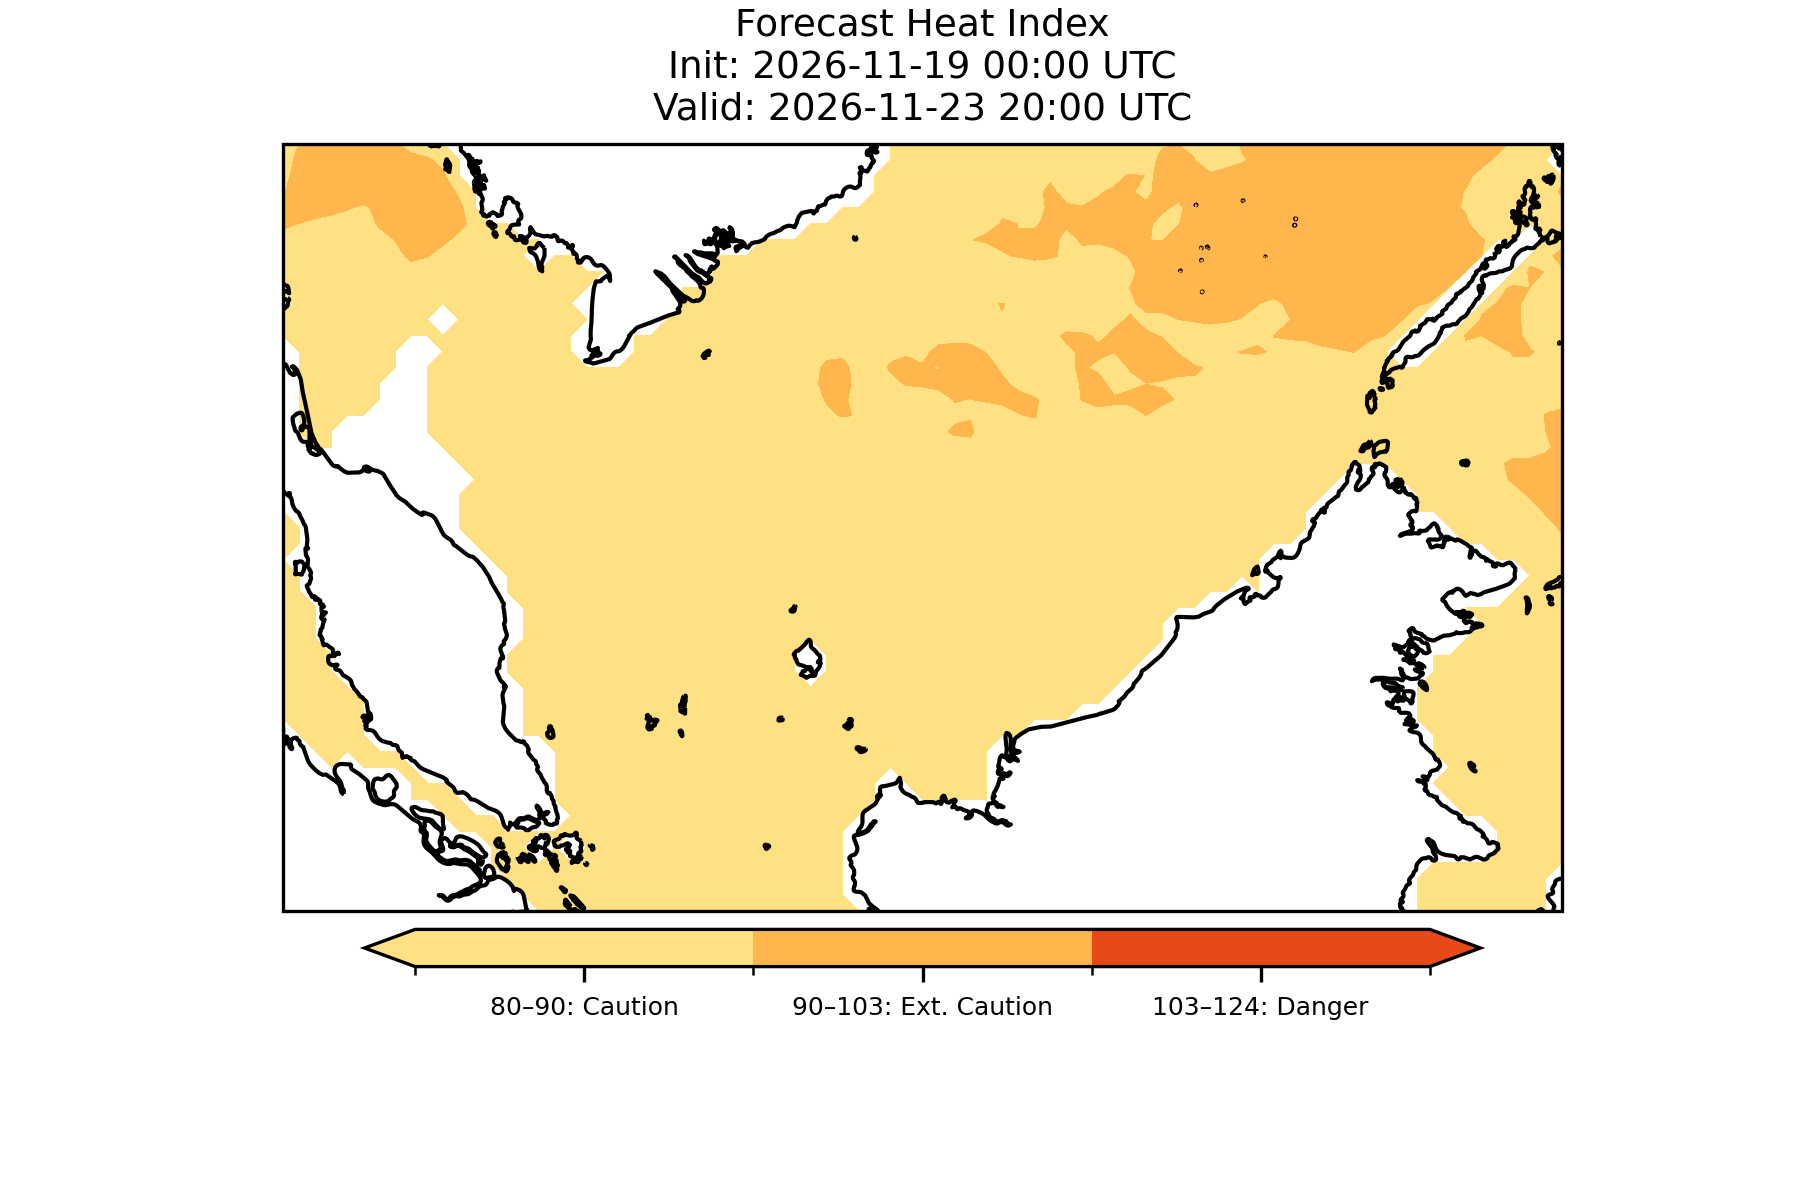 Forecast Heat Index
Init: 2026-11-19 00:00 UTC
Valid: 2026-11-23 20:00 UTC
80–90: Caution
90–103: Ext. Caution
103–124: Danger